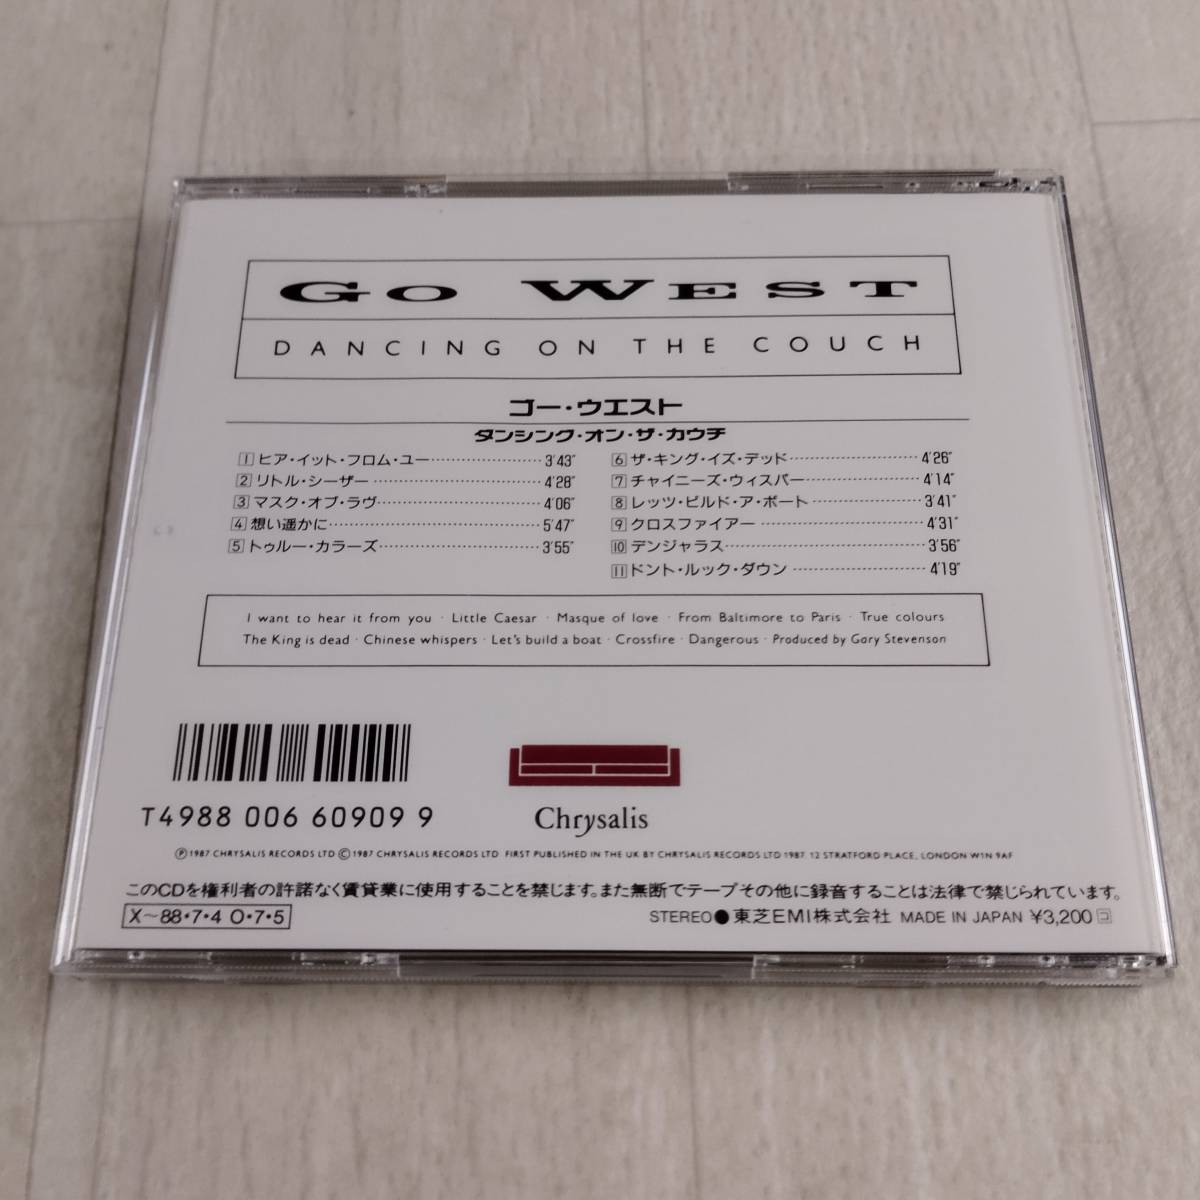 GO WEST
DANCING ON THE COUCH
ゴー・ウエスト
ダンシング・オン・ザ・カウチ
1 ヒア・イット・フロム・ユー 3'43"
2 リトル・シーザー 4'28"
3 マスク・オブ・ラヴ 4'06"
4 想い遥かに 5'47"
5 トゥルー・カラーズ 3'55"
6 ザ・キング・イズ・デッド 4'26"
7 チャイニーズ・ウィスパー 4'14"
8 レッツ・ビルド・ア・ボート 3'41"
9 クロスファイアー 4'31"
10 デンジャラス 3'56"
11 ドント・ルック・ダウン 4'19"
I want to hear it from you · Little Caesar · Masque of love · From Baltimore to Paris · True colours
The King is dead · Chinese whispers · Let's build a boat · Crossfire · Dangerous · Produced by Gary Stevenson
T4988 006 60909 9
Chrysalis
Ⓟ1987 CHRYSALIS RECORDS LTD ©1987 CHRYSALIS RECORDS LTD FIRST PUBLISHED IN THE UK BY CHRYSALIS RECORDS LTD 1987 12 STRATFORD PLACE, LONDON W1N 9AF
このCDを権利者の許諾なく賃貸業に使用することを禁じます。また無断でテープその他に録音することは法律で禁じられています。
X〜88・7・4 O・7・5
STEREO●東芝EMI株式会社 MADE IN JAPAN ¥3,200 コ